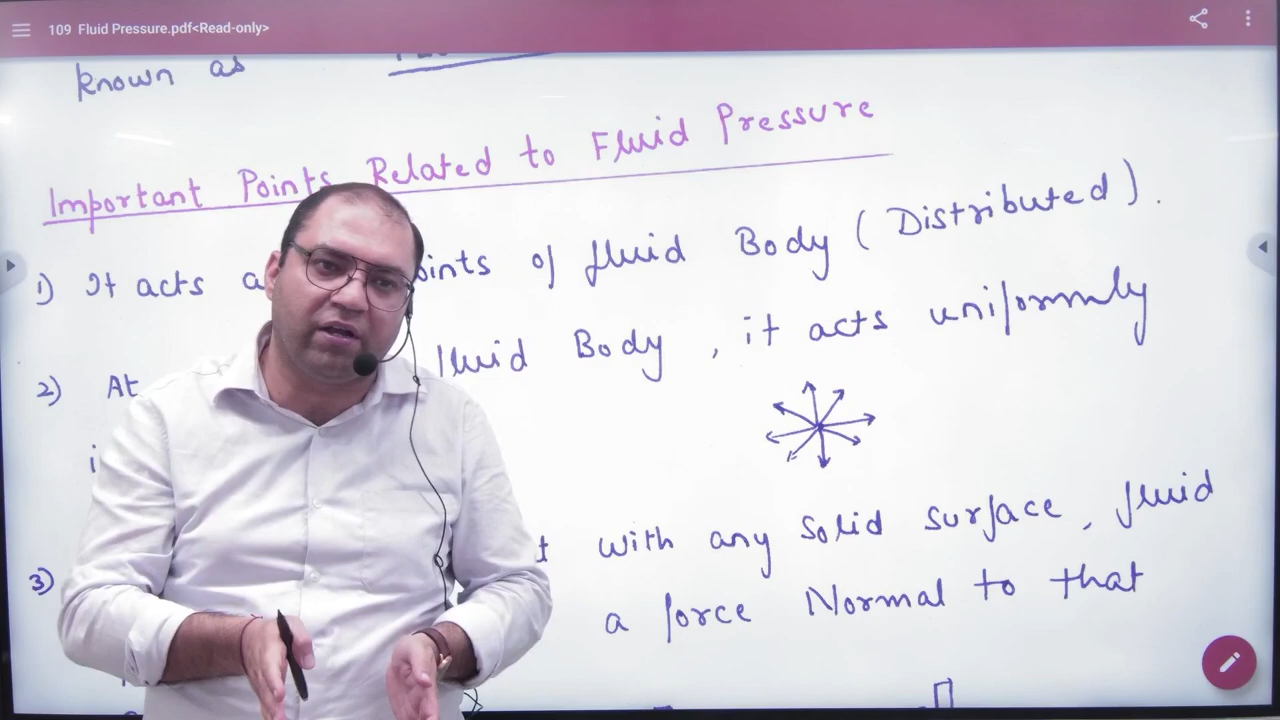 109 Fluid Pressure.pdf<Read-only>
known as
Important Points Related to Fluid Pressure
1) It acts oints of fluid Body (Distributed).
2) At fluid Body, it acts uniformly
3) with any solid surface, fluid
a force Normal to that